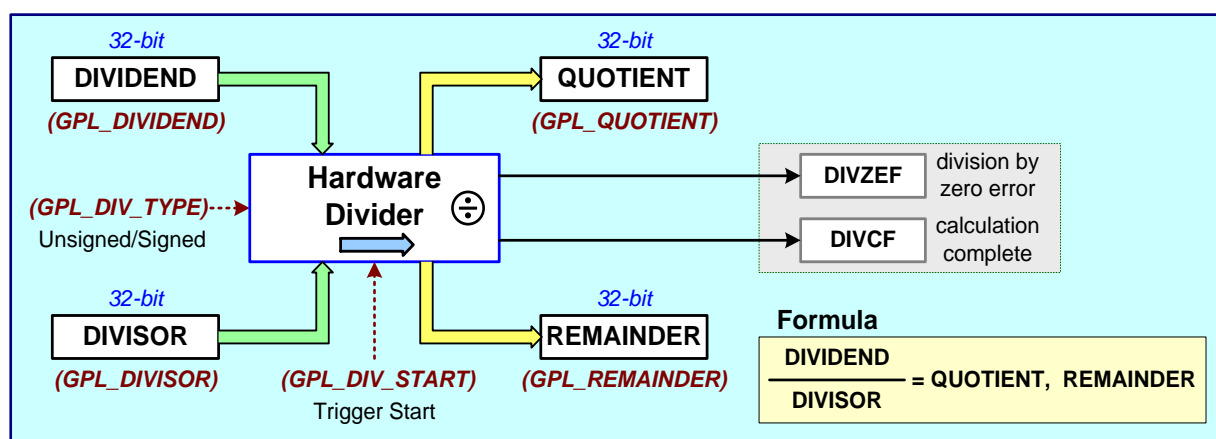 32-bit
DIVIDEND
(GPL_DIVIDEND)
32-bit
QUOTIENT
(GPL_QUOTIENT)
Hardware
Divider
(GPL_DIV_TYPE)
Unsigned/Signed
DIVZEF
division by
zero error
DIVCF
calculation
complete
32-bit
DIVISOR
(GPL_DIVISOR)
(GPL_DIV_START)
Trigger Start
32-bit
REMAINDER
(GPL_REMAINDER)
Formula
DIVIDEND
DIVISOR
= QUOTIENT, REMAINDER